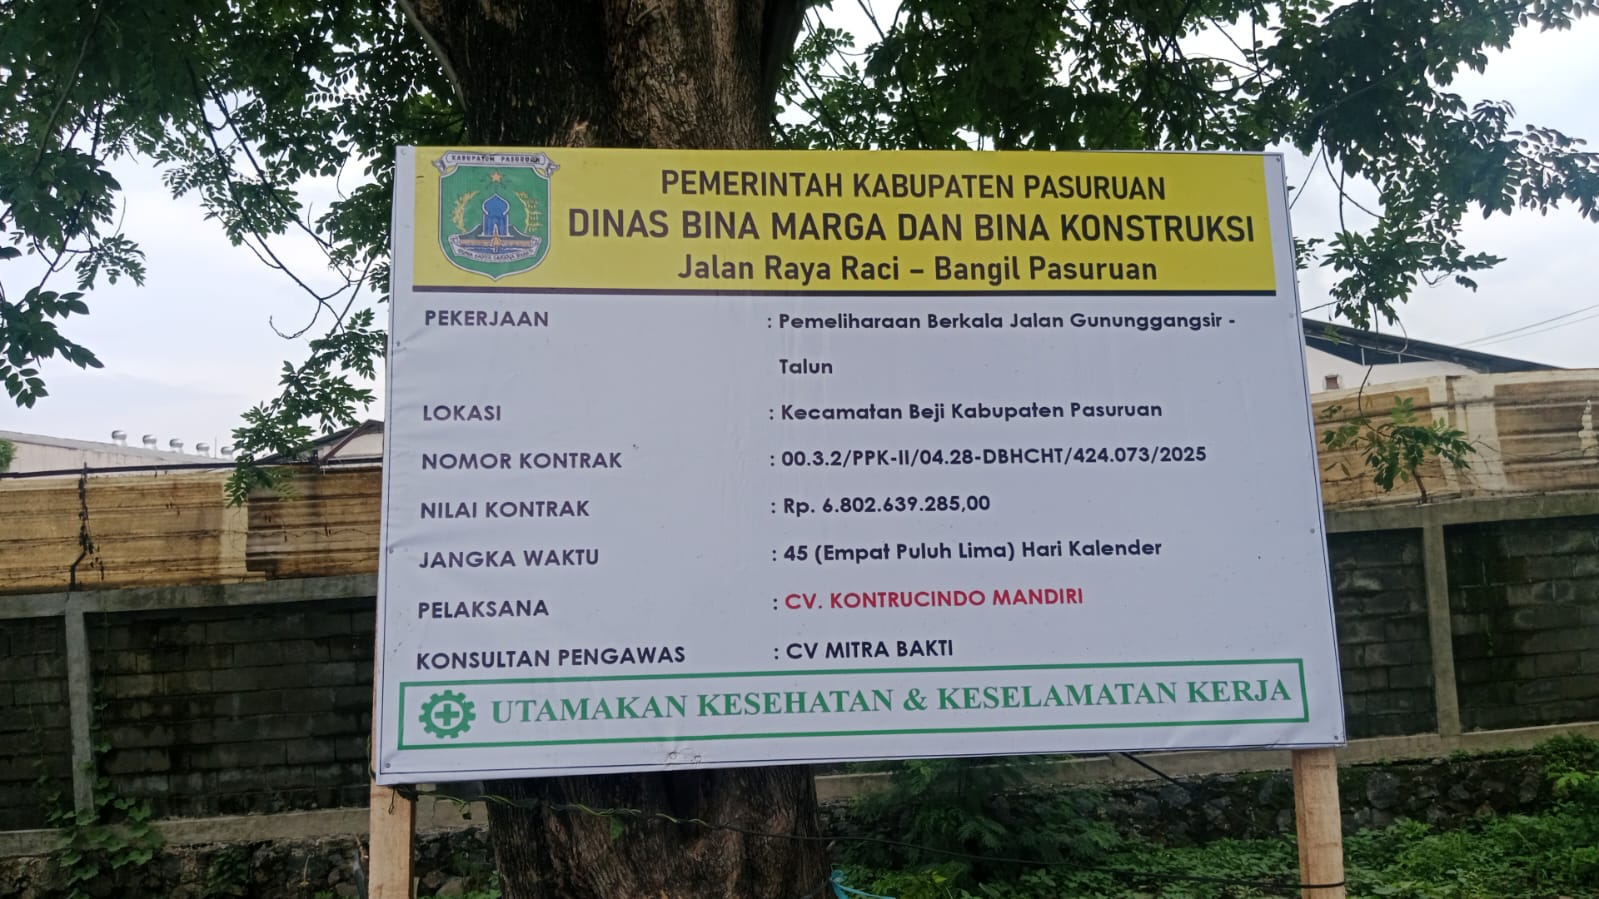 KABUPATEN PASURUAN
PEMERINTAH KABUPATEN PASURUAN
DINAS BINA MARGA DAN BINA KONSTRUKSI
Jalan Raya Raci – Bangil Pasuruan
PEKERJAAN : Pemeliharaan Berkala Jalan Gununggangsir -
Talun
LOKASI : Kecamatan Beji Kabupaten Pasuruan
NOMOR KONTRAK : 00.3.2/PPK-II/04.28-DBHCHT/424.073/2025
NILAI KONTRAK : Rp. 6.802.639.285,00
JANGKA WAKTU : 45 (Empat Puluh Lima) Hari Kalender
PELAKSANA : CV. KONTRUCINDO MANDIRI
KONSULTAN PENGAWAS : CV MITRA BAKTI
UTAMAKAN KESEHATAN & KESELAMATAN KERJA